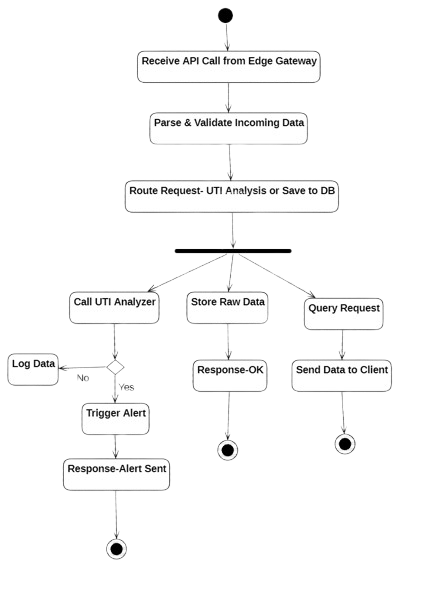 Receive API Call from Edge Gateway
Parse & Validate Incoming Data
Route Request- UTI Analysis or Save to DB
Call UTI Analyzer
Store Raw Data
Query Request
Log Data
No
Yes
Response-OK
Send Data to Client
Trigger Alert
Response-Alert Sent